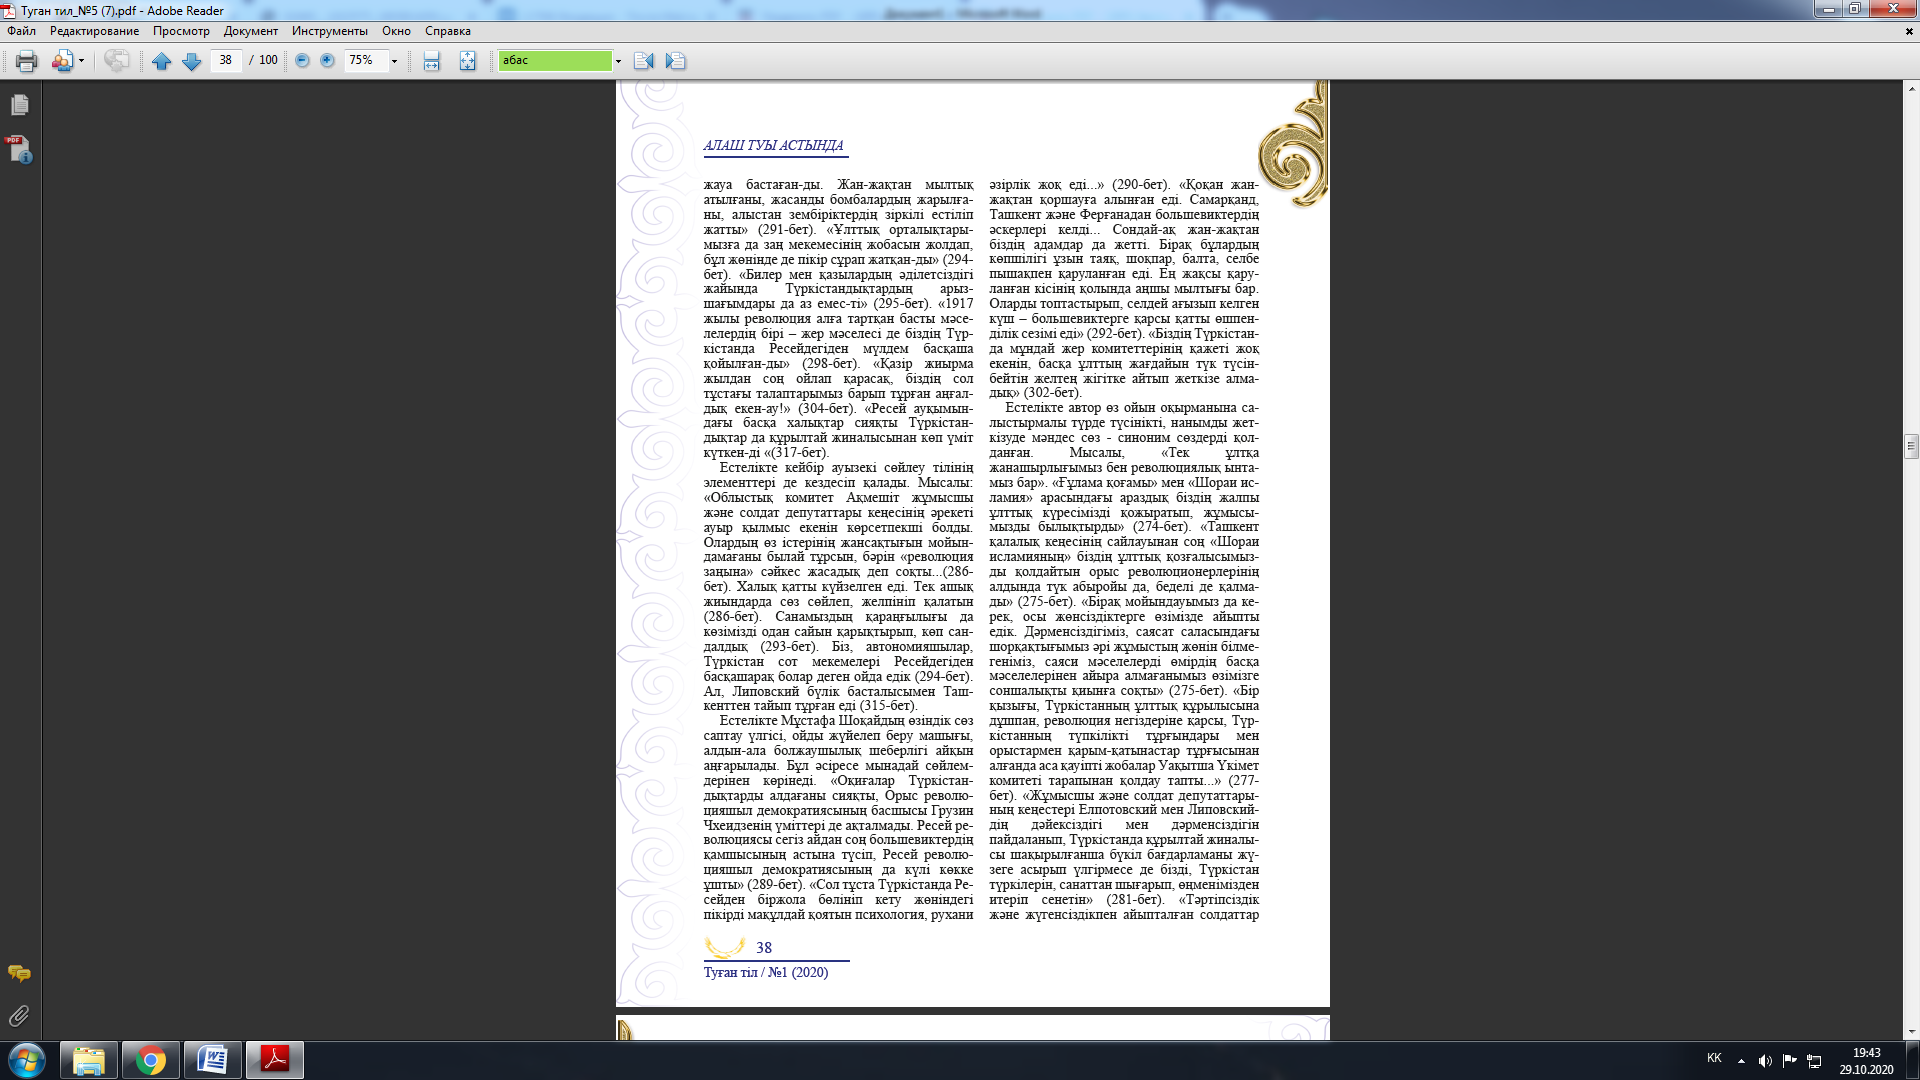 Туган тил_№5 (7).pdf - Adobe Reader
Файл Редактирование Просмотр Документ Инструменты Окно Справка
38 / 100 75% абас
АЛАШ ТУЫ АСТЫНДА
жауа бастаған-ды. Жан-жақтан мылтық
атылғаны, жасанды бомбалардың жарылға-
ны, алыстан зембіріктердің зіркілі естіліп
жатты» (291-бет). «Ұлттық орталықтары-
мызға да заң мекемесінің жобасын жолдап,
бұл жөнінде де пікір сұрап жатқан-ды» (294-
бет). «Билер мен қазылардың әділетсіздігі
жайында Түркістандықтардың арыз-
шағымдары да аз емес-ті» (295-бет). «1917
жылы революция алға тартқан басты мәсе-
лелердің бірі – жер мәселесі де біздің Түр-
кістанда Ресейдегіден мүлдем басқаша
қойылған-ды» (298-бет). «Қазір жиырма
жылдан соң ойлап қарасақ, біздің сол
тұстағы талаптарымыз барып тұрған аңғал-
дық екен-ау!» (304-бет). «Ресей ауқымын-
дағы басқа халықтар сияқты Түркістан-
дықтар да құрылтай жиналысынан көп үміт
күткен-ді «(317-бет).
Естелікте кейбір ауызекі сөйлеу тілінің
элементтері де кездесіп қалады. Мысалы:
«Облыстық комитет Ақмешіт жұмысшы
және солдат депутаттары кеңесінің әрекеті
ауыр қылмыс екенін көрсетпекші болды.
Олардың өз істерінің жансақтығын мойын-
дамағаны былай тұрсын, бәрін «революция
заңына» сәйкес жасадық деп соқты...(286-
бет). Халық қатты күйзелген еді. Тек ашық
жиындарда сөз сөйлеп, желпініп қалатын
(286-бет). Санамыздың қараңғылығы да
көзімізді одан сайын қарықтырып, көп сан-
далдық (293-бет). Біз, автономияшылар,
Түркістан сот мекемелері Ресейдегіден
басқашарақ болар деген ойда едік (294-бет).
Ал, Липовский бүлік басталысымен Таш-
кенттен тайып тұрған еді (315-бет).
Естелікте Мұстафа Шоқайдың өзіндік сөз
саптау үлгісі, ойды жүйелеп беру машығы,
алдын-ала болжаушылық шеберлігі айқын
аңғарылады. Бұл әсіресе мынадай сөйлем-
дерінен көрінеді. «Оқиғалар Түркістан-
дықтарды алдағаны сияқты, Орыс револю-
цияшыл демократиясының басшысы Грузин
Чхеидзенің үміттері де ақталмады. Ресей ре-
волюциясы сегіз айдан соң большевиктердің
қамшысының астына түсіп, Ресей револю-
цияшыл демократиясының да күлі көкке
ұшты» (289-бет). «Сол тұста Түркістанда Ре-
сейден біржола бөлініп кету жөніндегі
пікірді мақұлдай қоятын психология, рухани
әзірлік жоқ еді...» (290-бет). «Қоқан жан-
жақтан қоршауға алынған еді. Самарқанд,
Ташкент және Ферғанадан большевиктердің
әскерлері келді... Сондай-ақ жан-жақтан
біздің адамдар да жетті. Бірақ бұлардың
көпшілігі ұзын таяқ, шоқпар, балта, селбе
пышақпен қаруланған еді. Ең жақсы қару-
ланған кісінің қолында аңшы мылтығы бар.
Оларды топтастырып, селдей ағызып келген
күш – большевиктерге қарсы қатты өшпен-
ділік сезімі еді» (292-бет). «Біздің Түркістан-
да мұндай жер комитеттерінің қажеті жоқ
екенін, басқа ұлттың жағдайын түк түсін-
бейтін желтең жігітке айтып жеткізе алма-
дық» (302-бет).
Естелікте автор өз ойын оқырманына са-
лыстырмалы түрде түсінікті, нанымды жет-
кізуде мәндес сөз - синоним сөздерді қол-
данған. Мысалы, «Тек ұлтқа
жанашырлығымыз бен революциялық ынта-
мыз бар». «Ғұлама қоғамы» мен «Шораи ис-
ламия» арасындағы араздық біздің жалпы
ұлттық күресімізді қожыратып, жұмысы-
мызды былықтырды» (274-бет). «Ташкент
қалалық кеңесінің сайлауынан соң «Шораи
исламияның» біздің ұлттық қозғалысымыз-
ды қолдайтын орыс революционерлерінің
алдында түк абыройы да, беделі де қалма-
ды» (275-бет). «Бірақ мойындауымыз да ке-
рек, осы жөнсіздіктерге өзімізде айыпты
едік. Дәрменсіздігіміз, саясат саласындағы
шорқақтығымыз әрі жұмыстың жөнін білме-
геніміз, саяси мәселелерді өмірдің басқа
мәселелерінен айыра алмағанымыз өзімізге
соншалықты қиынға соқты» (275-бет). «Бір
қызығы, Түркістанның ұлттық құрылысына
дұшпан, революция негіздеріне қарсы, Түр-
кістанның түпкілікті тұрғындары мен
орыстармен қарым-қатынастар тұрғысынан
алғанда аса қауіпті жобалар Уақытша Үкімет
комитеті тарапынан қолдау тапты...» (277-
бет). «Жұмысшы және солдат депутаттары-
ның кеңестері Елпотовский мен Липовский-
дің дәйексіздігі мен дәрменсіздігін
пайдаланып, Түркістанда құрылтай жиналы-
сы шақырылғанша бүкіл бағдарламаны жү-
зеге асырып үлгірмесе де бізді, Түркістан
түркілерін, санаттан шығарып, өңменімізден
итеріп сенетін» (281-бет). «Тәртіпсіздік
және жүгенсіздікпен айыпталған солдаттар
38
Туған тіл / №1 (2020)
KK
19:43
29.10.2020